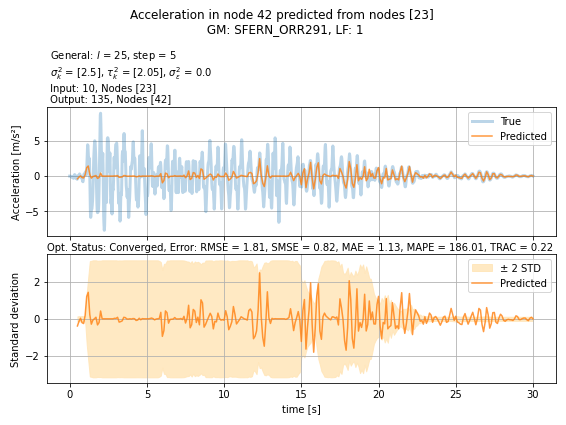 Acceleration in node 42 predicted from nodes [23]
GM: SFERN_ORR291, LF: 1
General: l = 25, step = 5
σ²ₖ = [2.5], τ²ₖ = [2.05], σ²ε = 0.0
Input: 10, Nodes [23]
Output: 135, Nodes [42]
Acceleration [m/s²]
5
0
−5
True
Predicted
Opt. Status: Converged, Error: RMSE = 1.81, SMSE = 0.82, MAE = 1.13, MAPE = 186.01, TRAC = 0.22
Standard deviation
2
0
−2
± 2 STD
Predicted
0 5 10 15 20 25 30
time [s]